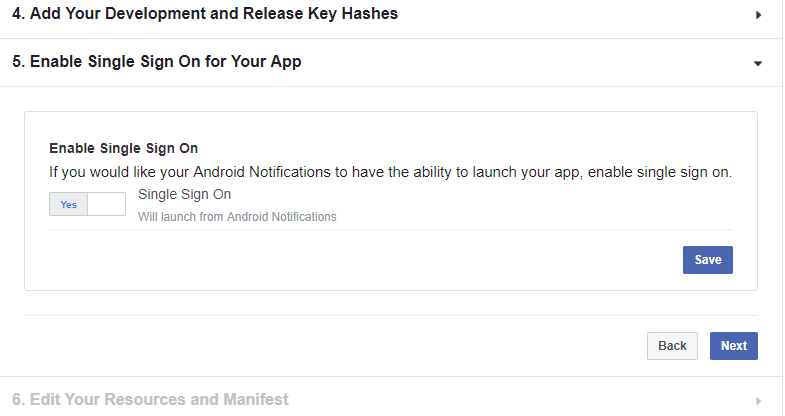 4. Add Your Development and Release Key Hashes
5. Enable Single Sign On for Your App
Enable Single Sign On
If you would like your Android Notifications to have the ability to launch your app, enable single sign on.
Yes
Single Sign On
Will launch from Android Notifications
Save
Back
Next
6. Edit Your Resources and Manifest